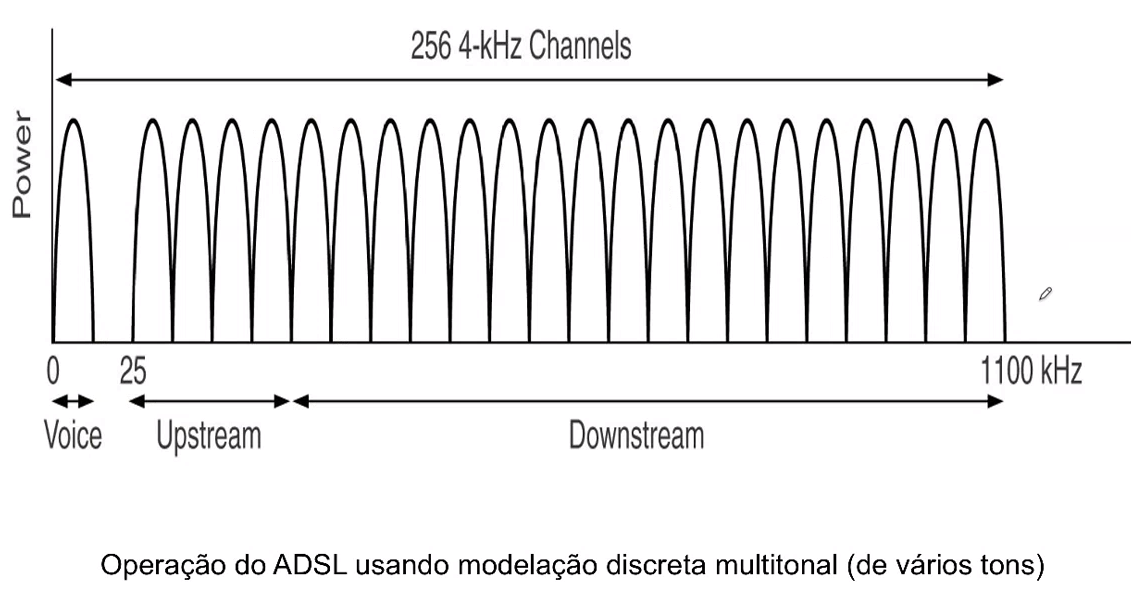 256 4-kHz Channels
Power
0 25 1100 kHz
Voice Upstream Downstream
Operação do ADSL usando modelação discreta multitonal (de vários tons)